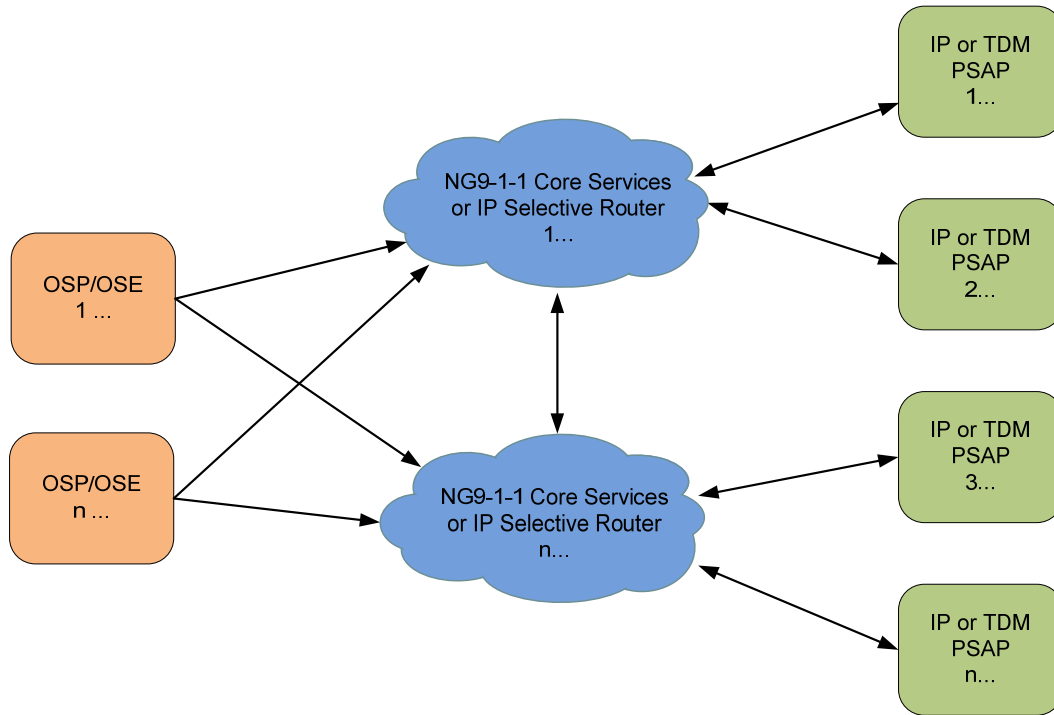 IP or TDM
PSAP
1...
NG9-1-1 Core Services
or IP Selective Router
1...
IP or TDM
PSAP
2...
OSP/OSE
1 ...
IP or TDM
PSAP
3...
OSP/OSE
n ...
NG9-1-1 Core Services
or IP Selective Router
n...
IP or TDM
PSAP
n...